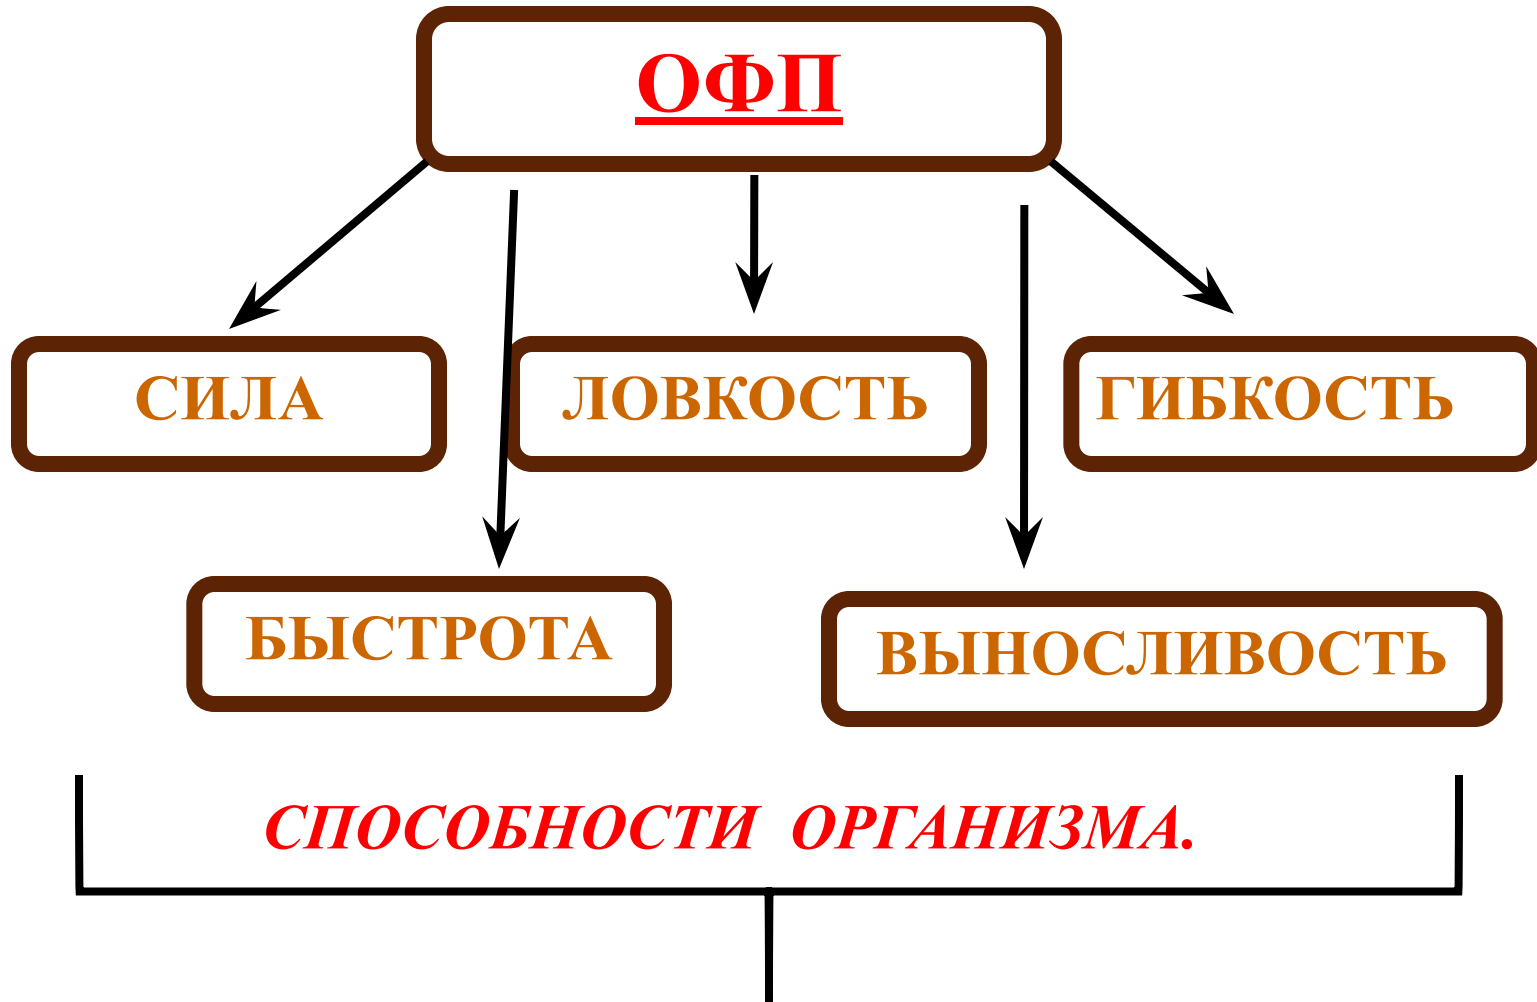 ОФП
СИЛА
ЛОВКОСТЬ
ГИБКОСТЬ
БЫСТРОТА
ВЫНОСЛИВОСТЬ
СПОСОБНОСТИ ОРГАНИЗМА.